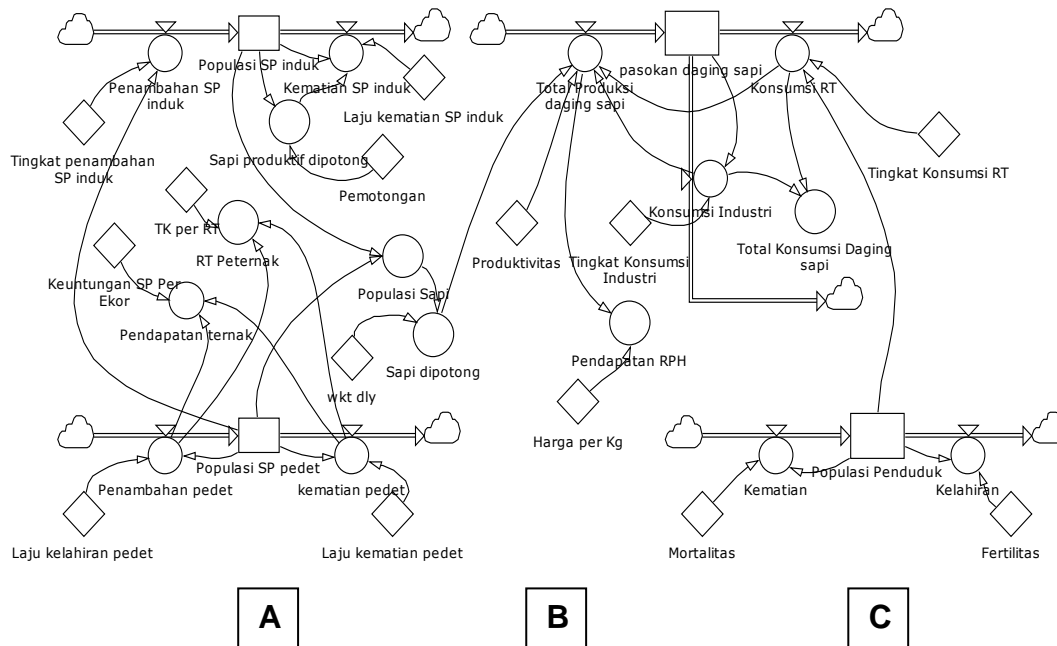 Populasi SP induk
Penambahan SP
induk
Kematian SP induk
Laju kematian SP induk
Tingkat penambahan
SP induk
Sapi produktif dipotong
Pemotongan
TK per RT
RT Peternak
Keuntungan SP Per
Ekor
Pendapatan ternak
Populasi Sapi
Sapi dipotong
wkt dly
Populasi SP pedet
Penambahan pedet
kematian pedet
Laju kelahiran pedet
Laju kematian pedet
pasokan daging sapi
Total Produksi
daging sapi
Konsumsi RT
Tingkat Konsumsi RT
Konsumsi Industri
Produktivitas
Tingkat Konsumsi
Industri
Total Konsumsi Daging
sapi
Pendapatan RPH
Harga per Kg
Populasi Penduduk
Kematian
Kelahiran
Mortalitas
Fertilitas
A
B
C